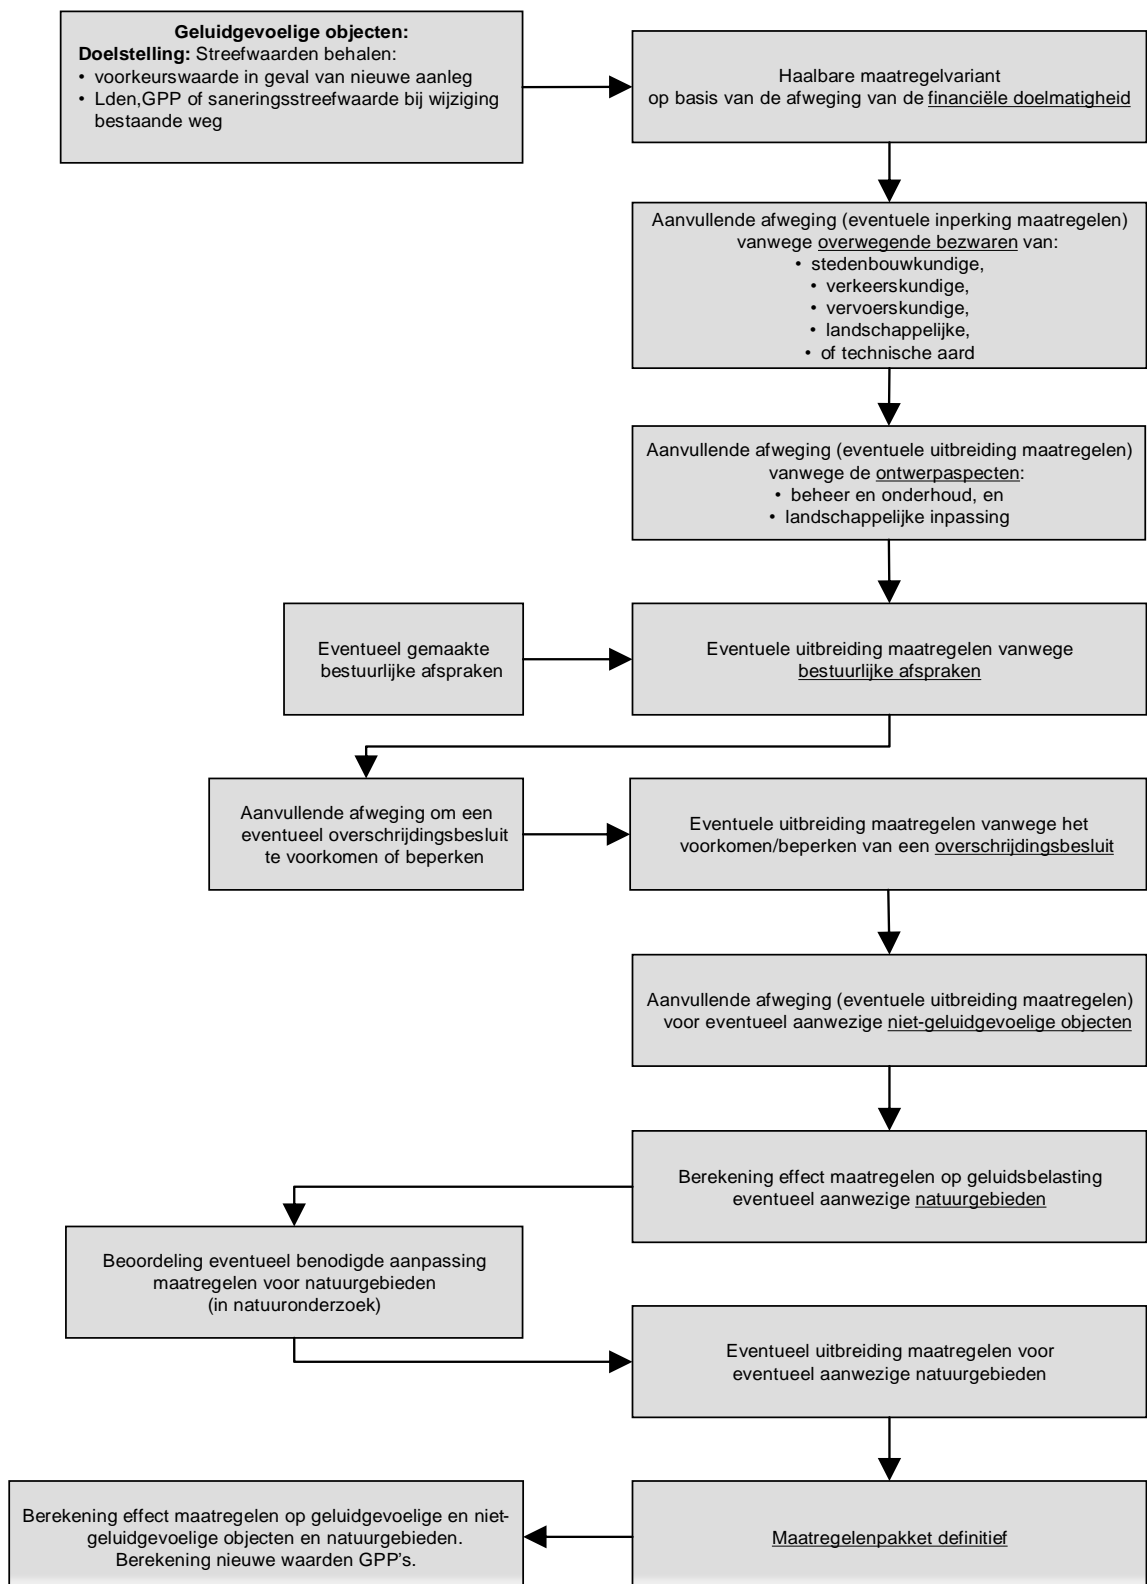 Geluidgevoelige objecten:
Doelstelling: Streefwaarden behalen:
• voorkeurswaarde in geval van nieuwe aanleg
• Lden,GPP of saneringsstreefwaarde bij wijziging
bestaande weg
Haalbare maatregelvariant
op basis van de afweging van de financiële doelmatigheid
Aanvullende afweging (eventuele inperking maatregelen)
vanwege overwegende bezwaren van:
• stedenbouwkundige,
• verkeerskundige,
• vervoerskundige,
• landschappelijke,
• of technische aard
Aanvullende afweging (eventuele uitbreiding maatregelen)
vanwege de ontwerpaspecten:
• beheer en onderhoud, en
• landschappelijke inpassing
Eventueel gemaakte
bestuurlijke afspraken
Eventuele uitbreiding maatregelen vanwege
bestuurlijke afspraken
Aanvullende afweging om een
eventueel overschrijdingsbesluit
te voorkomen of beperken
Eventuele uitbreiding maatregelen vanwege het
voorkomen/beperken van een overschrijdingsbesluit
Aanvullende afweging (eventuele uitbreiding maatregelen)
voor eventueel aanwezige niet-geluidgevoelige objecten
Berekening effect maatregelen op geluidsbelasting
eventueel aanwezige natuurgebieden
Beoordeling eventueel benodigde aanpassing
maatregelen voor natuurgebieden
(in natuuronderzoek)
Eventueel uitbreiding maatregelen voor
eventueel aanwezige natuurgebieden
Maatregelenpakket definitief
Berekening effect maatregelen op geluidgevoelige en niet-
geluidgevoelige objecten en natuurgebieden.
Berekening nieuwe waarden GPP's.